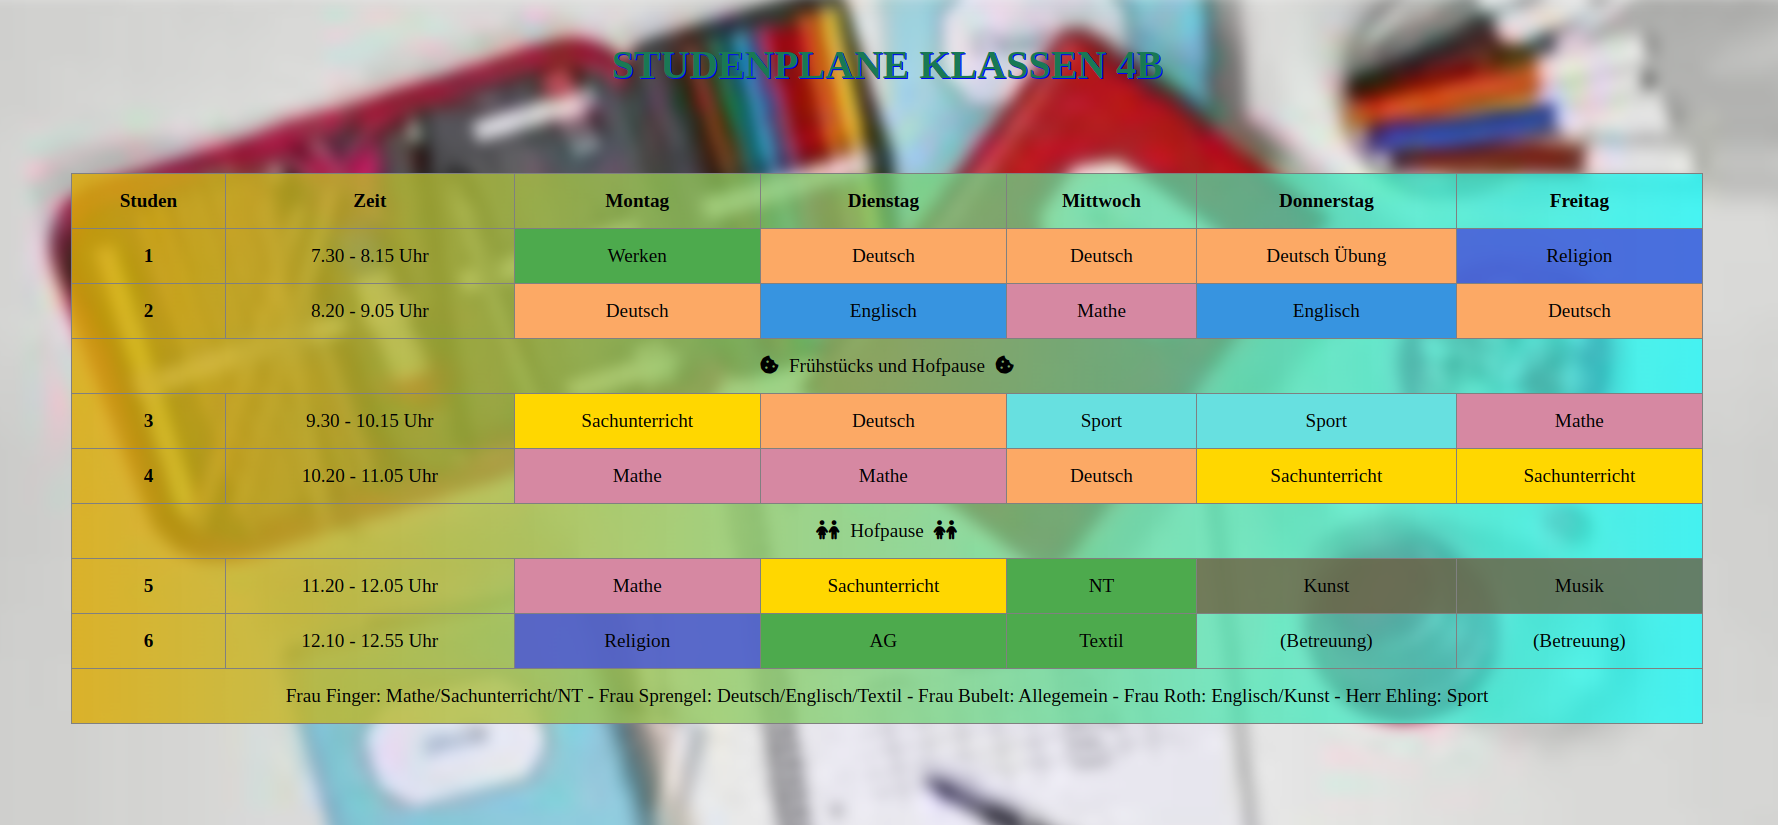 STUDENPLANE KLASSEN 4B
Studen Zeit Montag Dienstag Mittwoch Donnerstag Freitag
1 7.30 - 8.15 Uhr Werken Deutsch Deutsch Deutsch Übung Religion
2 8.20 - 9.05 Uhr Deutsch Englisch Mathe Englisch Deutsch
Frühstücks und Hofpause
3 9.30 - 10.15 Uhr Sachunterricht Deutsch Sport Sport Mathe
4 10.20 - 11.05 Uhr Mathe Mathe Deutsch Sachunterricht Sachunterricht
Hofpause
5 11.20 - 12.05 Uhr Mathe Sachunterricht NT Kunst Musik
6 12.10 - 12.55 Uhr Religion AG Textil (Betreuung) (Betreuung)
Frau Finger: Mathe/Sachunterricht/NT - Frau Sprengel: Deutsch/Englisch/Textil - Frau Bubelt: Allegemein - Frau Roth: Englisch/Kunst - Herr Ehling: Sport